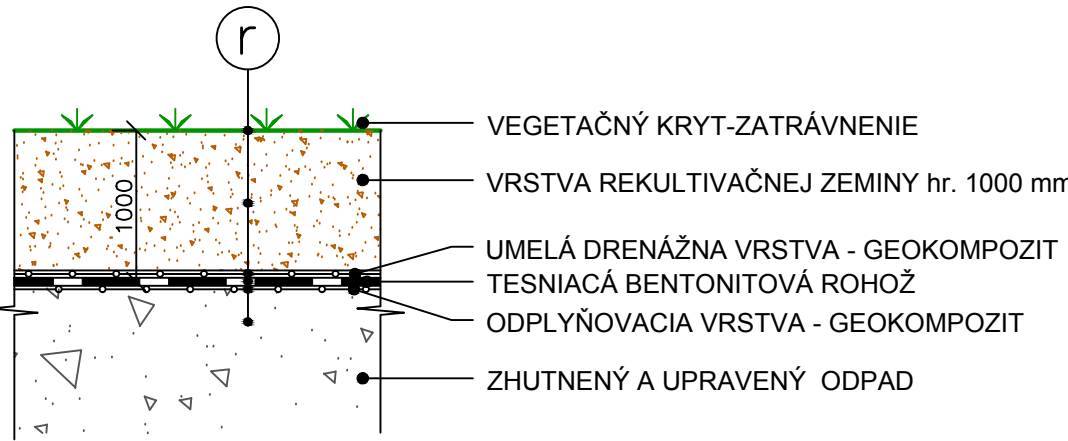 r
VEGETAČNÝ KRYT-ZATRÁVNENIE
VRSTVA REKULTIVAČNEJ ZEMINY hr. 1000 mm
1000
UMELÁ DRENÁŽNA VRSTVA - GEOKOMPOZIT
TESNIACÁ BENTONITOVÁ ROHOŽ
ODPLYŇOVACIA VRSTVA - GEOKOMPOZIT
ZHUTNENÝ A UPRAVENÝ ODPAD